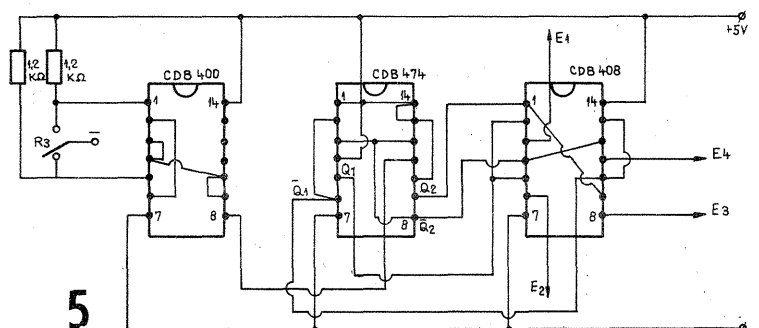 E1
+5V
1,2
KΩ
1,2
KΩ
CDB 400
CDB 474
CDB 408
1
14
1
14
1
14
R3
Q1
Q2
E4
Q̅1
7
8
7
8
Q̅2
7
8
E3
E2
5